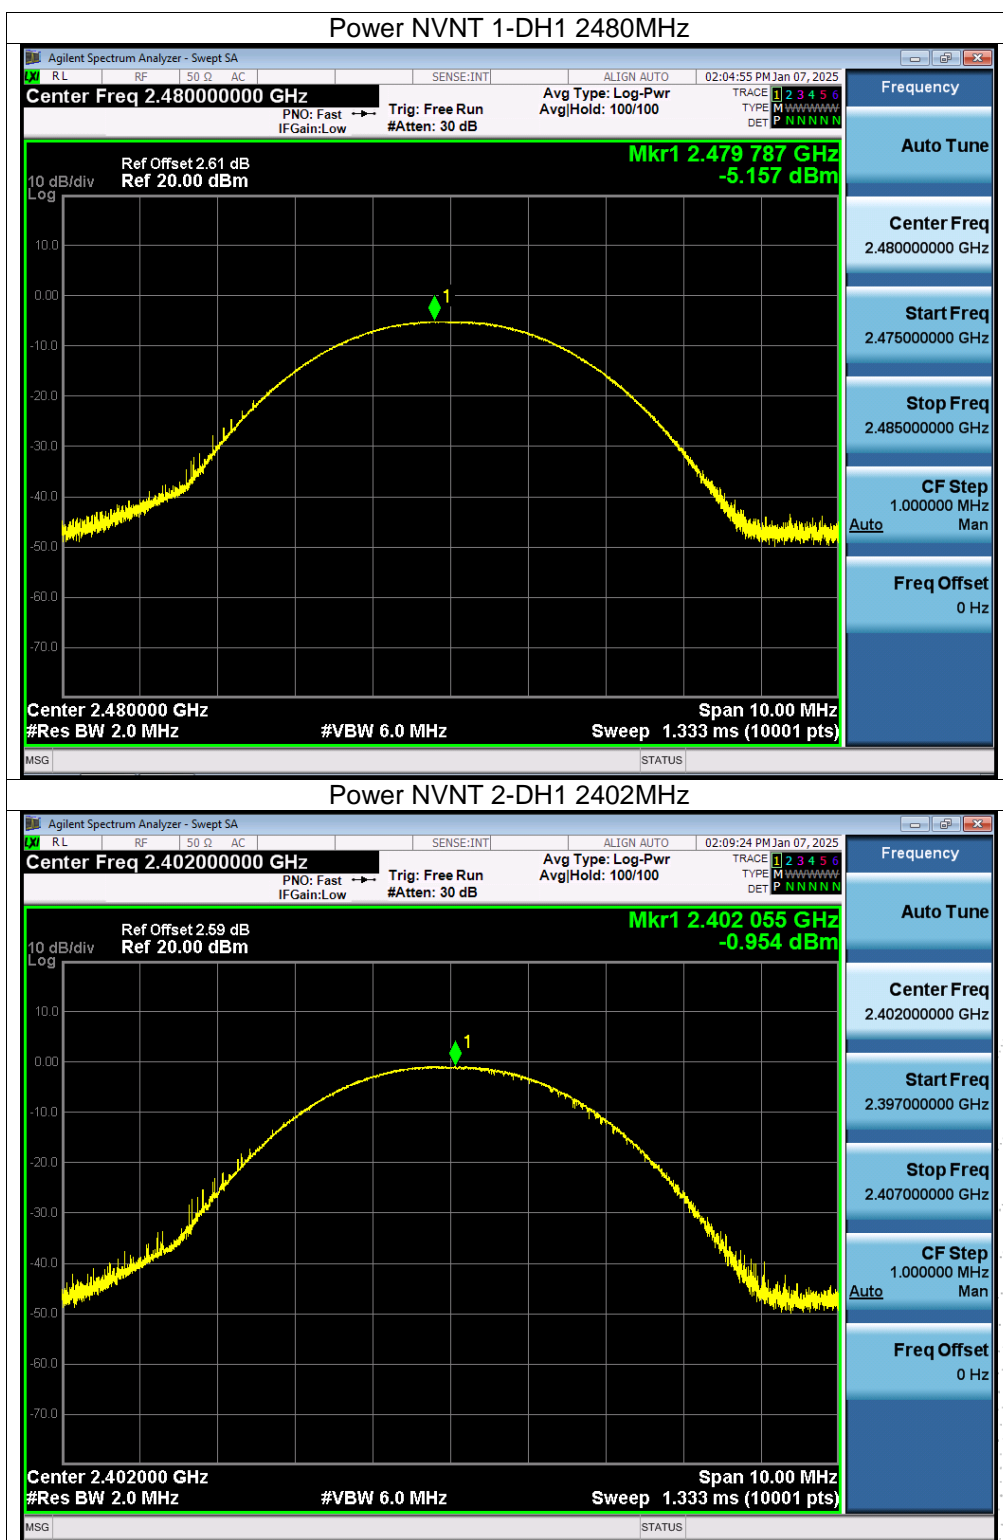 Power NVNT 1-DH1 2480MHz
Agilent Spectrum Analyzer - Swept SA
LXI RL RF 50 Ω AC SENSE:INT ALIGN AUTO 02:04:55 PM Jan 07, 2025
Center Freq 2.480000000 GHz
PNO: Fast
IFGain:Low
Trig: Free Run
#Atten: 30 dB
Avg Type: Log-Pwr
Avg|Hold: 100/100
TRACE 1 2 3 4 5 6
TYPE M WWWWW
DET P N N N N N
Frequency
Auto Tune
Center Freq
2.480000000 GHz
Start Freq
2.475000000 GHz
Stop Freq
2.485000000 GHz
CF Step
1.000000 MHz
Auto Man
Freq Offset
0 Hz
Mkr1 2.479 787 GHz
-5.157 dBm
Ref Offset 2.61 dB
10 dB/div Ref 20.00 dBm
Log
10.0
1
0.00
-10.0
-20.0
-30.0
-40.0
-50.0
-60.0
-70.0
Center 2.480000 GHz Span 10.00 MHz
#Res BW 2.0 MHz #VBW 6.0 MHz Sweep 1.333 ms (10001 pts)
MSG STATUS
Power NVNT 2-DH1 2402MHz
Agilent Spectrum Analyzer - Swept SA
LXI RL RF 50 Ω AC SENSE:INT ALIGN AUTO 02:09:24 PM Jan 07, 2025
Center Freq 2.402000000 GHz
PNO: Fast
IFGain:Low
Trig: Free Run
#Atten: 30 dB
Avg Type: Log-Pwr
Avg|Hold: 100/100
TRACE 1 2 3 4 5 6
TYPE M WWWWW
DET P N N N N N
Frequency
Auto Tune
Center Freq
2.402000000 GHz
Start Freq
2.397000000 GHz
Stop Freq
2.407000000 GHz
CF Step
1.000000 MHz
Auto Man
Freq Offset
0 Hz
Mkr1 2.402 055 GHz
-0.954 dBm
Ref Offset 2.59 dB
10 dB/div Ref 20.00 dBm
Log
10.0
1
0.00
-10.0
-20.0
-30.0
-40.0
-50.0
-60.0
-70.0
Center 2.402000 GHz Span 10.00 MHz
#Res BW 2.0 MHz #VBW 6.0 MHz Sweep 1.333 ms (10001 pts)
MSG STATUS